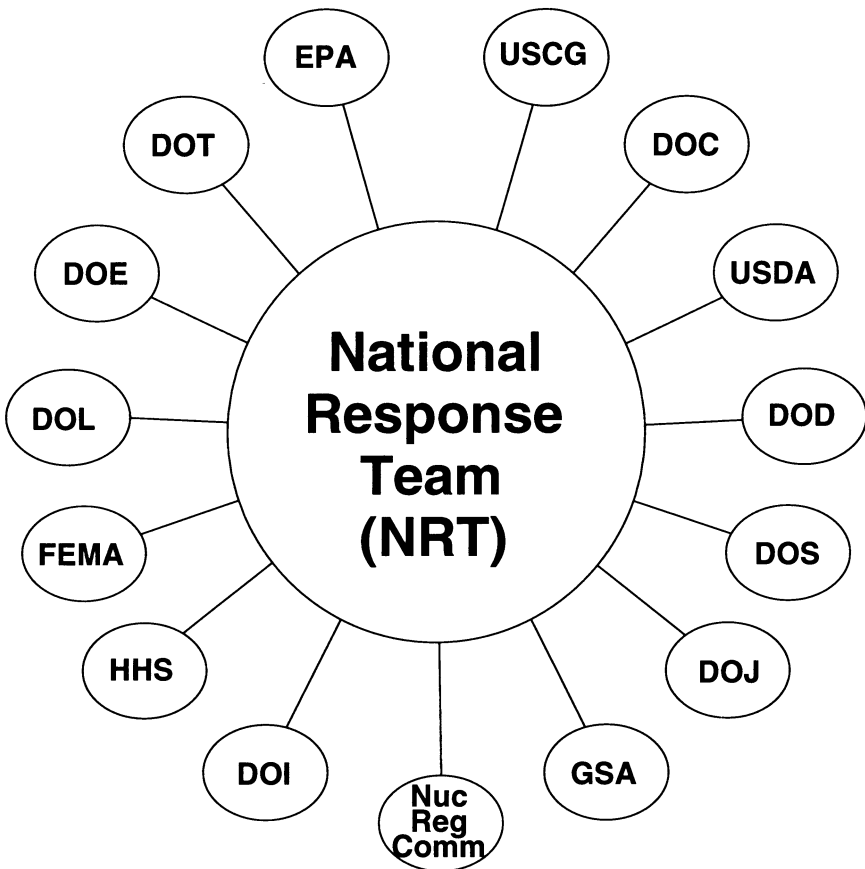 EPA
USCG
DOT
DOC
DOE
USDA
National
Response
Team
(NRT)
DOL
DOD
FEMA
DOS
HHS
DOJ
DOI
GSA
Nuc
Reg
Comm